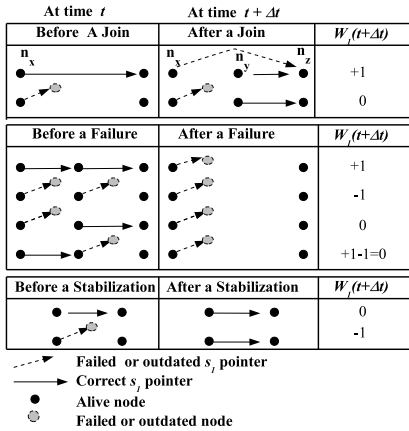 At time t At time t + Δt
Before A Join After a Join W1(t+Δt)
nx nx ny nz
+1
0
Before a Failure After a Failure W1(t+Δt)
+1
-1
0
+1-1=0
Before a Stabilization After a Stabilization W1(t+Δt)
0
-1
Failed or outdated s1 pointer
Correct s1 pointer
Alive node
Failed or outdated node